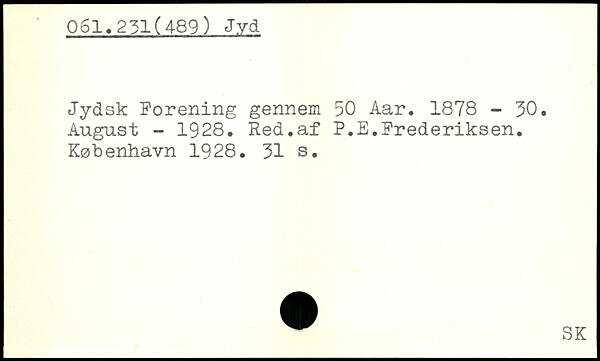 061.231(489) Jyd
Jydsk Forening gennem 50 Aar. 1878 - 30.
August - 1928. Red.af P.E.Frederiksen.
København 1928. 31 s.
SK